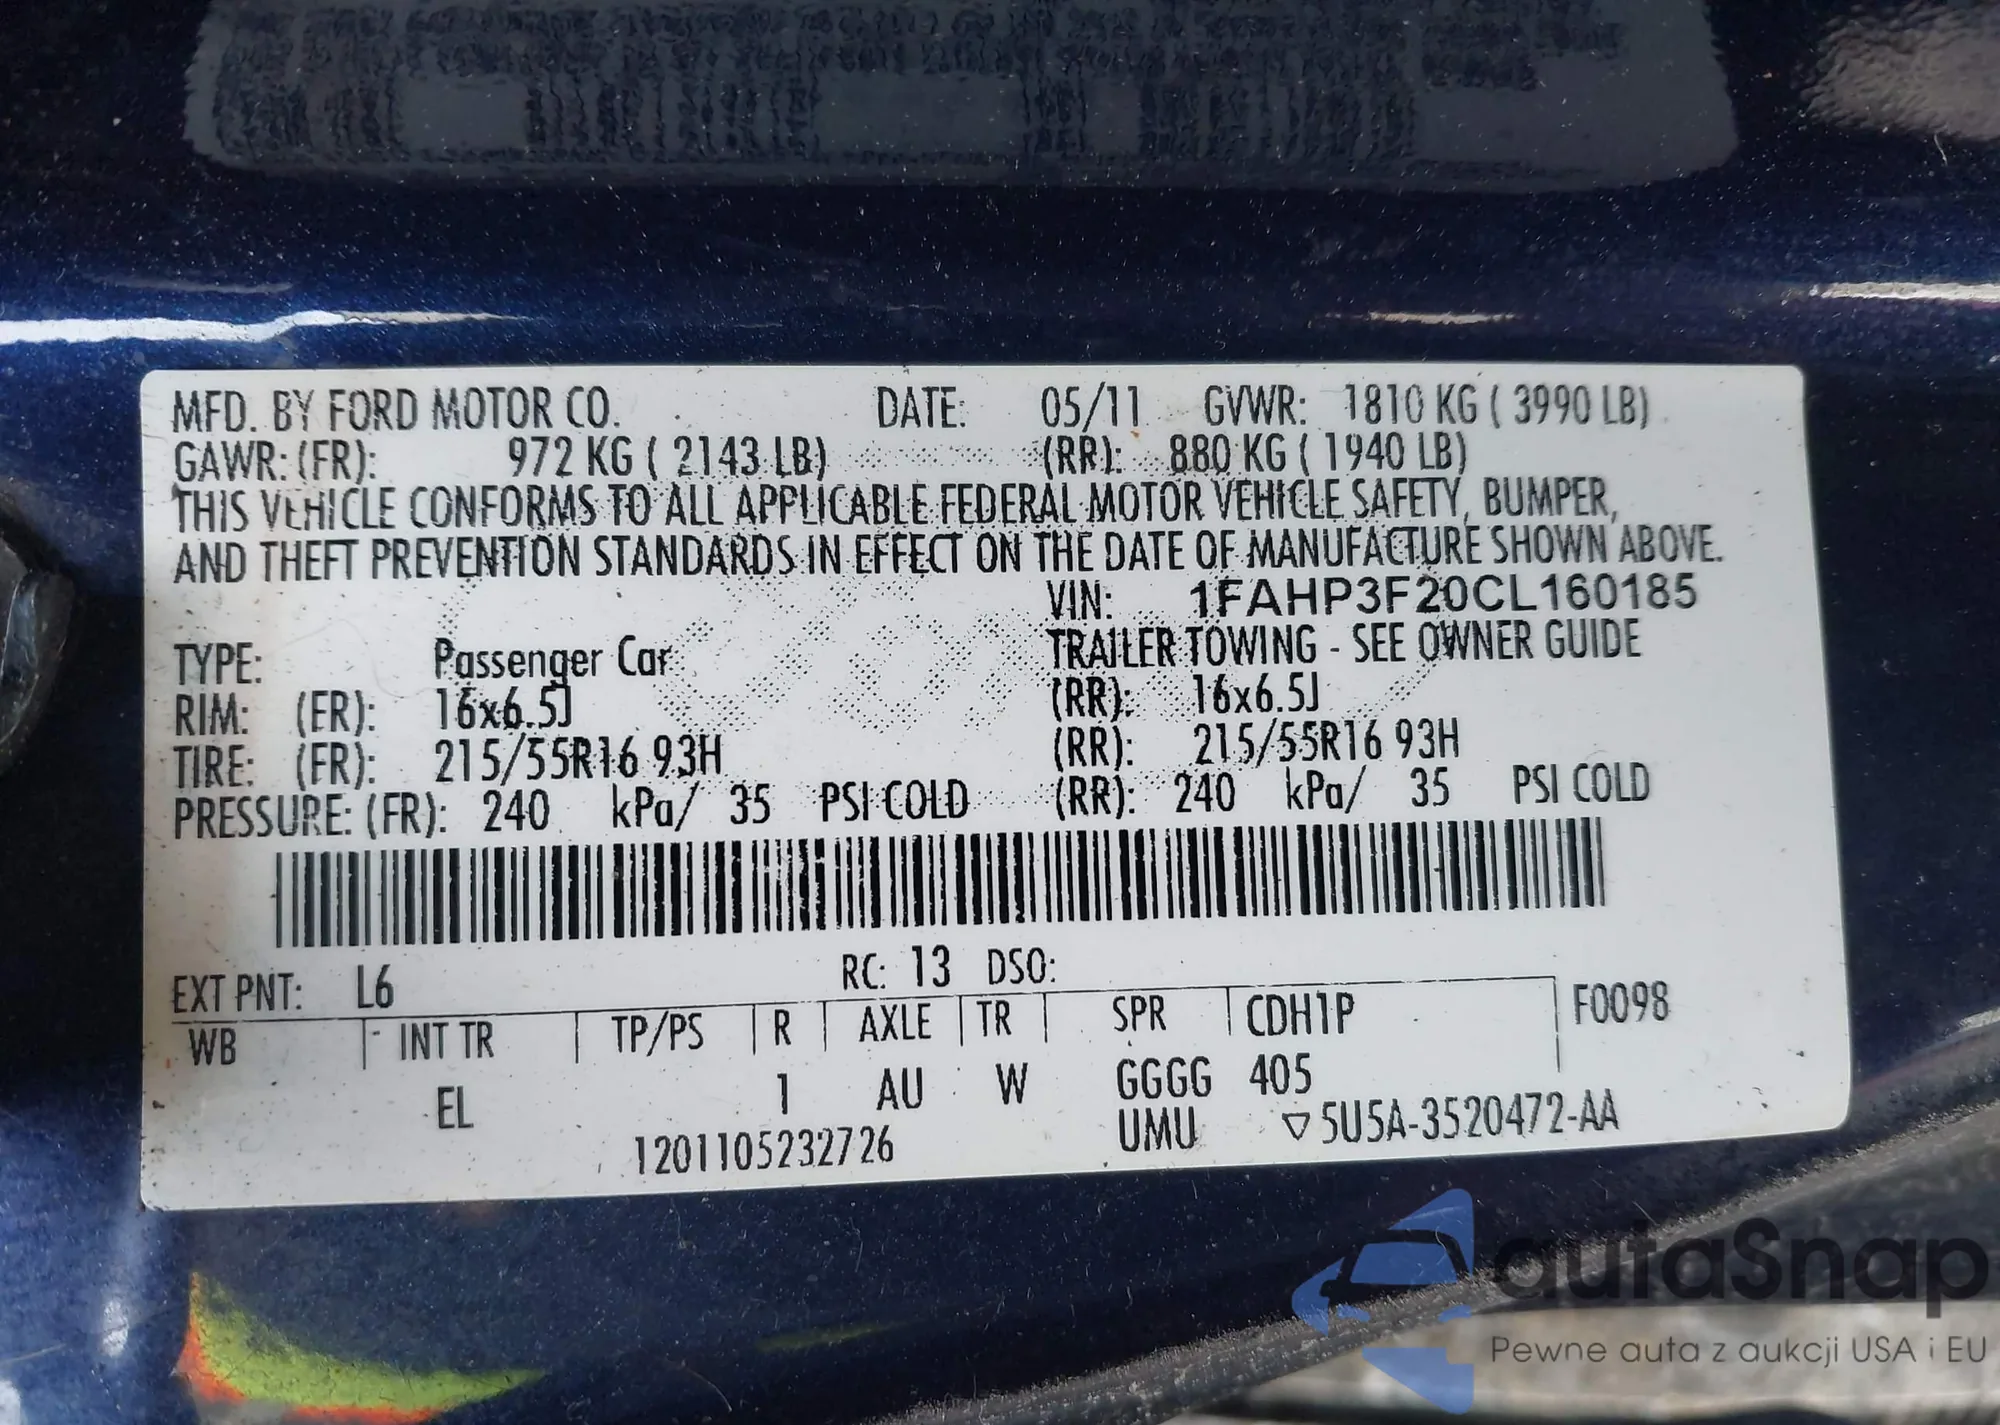 MFD. BY FORD MOTOR CO. DATE: 05/11 GVWR: 1810 KG ( 3990 LB)
GAWR: (FR): 972 KG ( 2143 LB) (RR): 880 KG ( 1940 LB)
THIS VEHICLE CONFORMS TO ALL APPLICABLE FEDERAL MOTOR VEHICLE SAFETY, BUMPER,
AND THEFT PREVENTION STANDARDS IN EFFECT ON THE DATE OF MANUFACTURE SHOWN ABOVE.
VIN: 1FAHP3F20CL160185
TYPE: Passenger Car TRAILER TOWING - SEE OWNER GUIDE
RIM: (FR): 16x6.5J (RR): 16x6.5J
TIRE: (FR): 215/55R16 93H (RR): 215/55R16 93H
PRESSURE: (FR): 240 kPa/ 35 PSI COLD (RR): 240 kPa/ 35 PSI COLD
EXT PNT: L6 RC: 13 DSO:
WB INT TR TP/PS R AXLE TR SPR CDH1P F0098
EL 1 AU W GGGG 405
1201105232726 UMU ▽5U5A-3520472-AA
autaSnap
Pewne auta z aukcji USA i EU